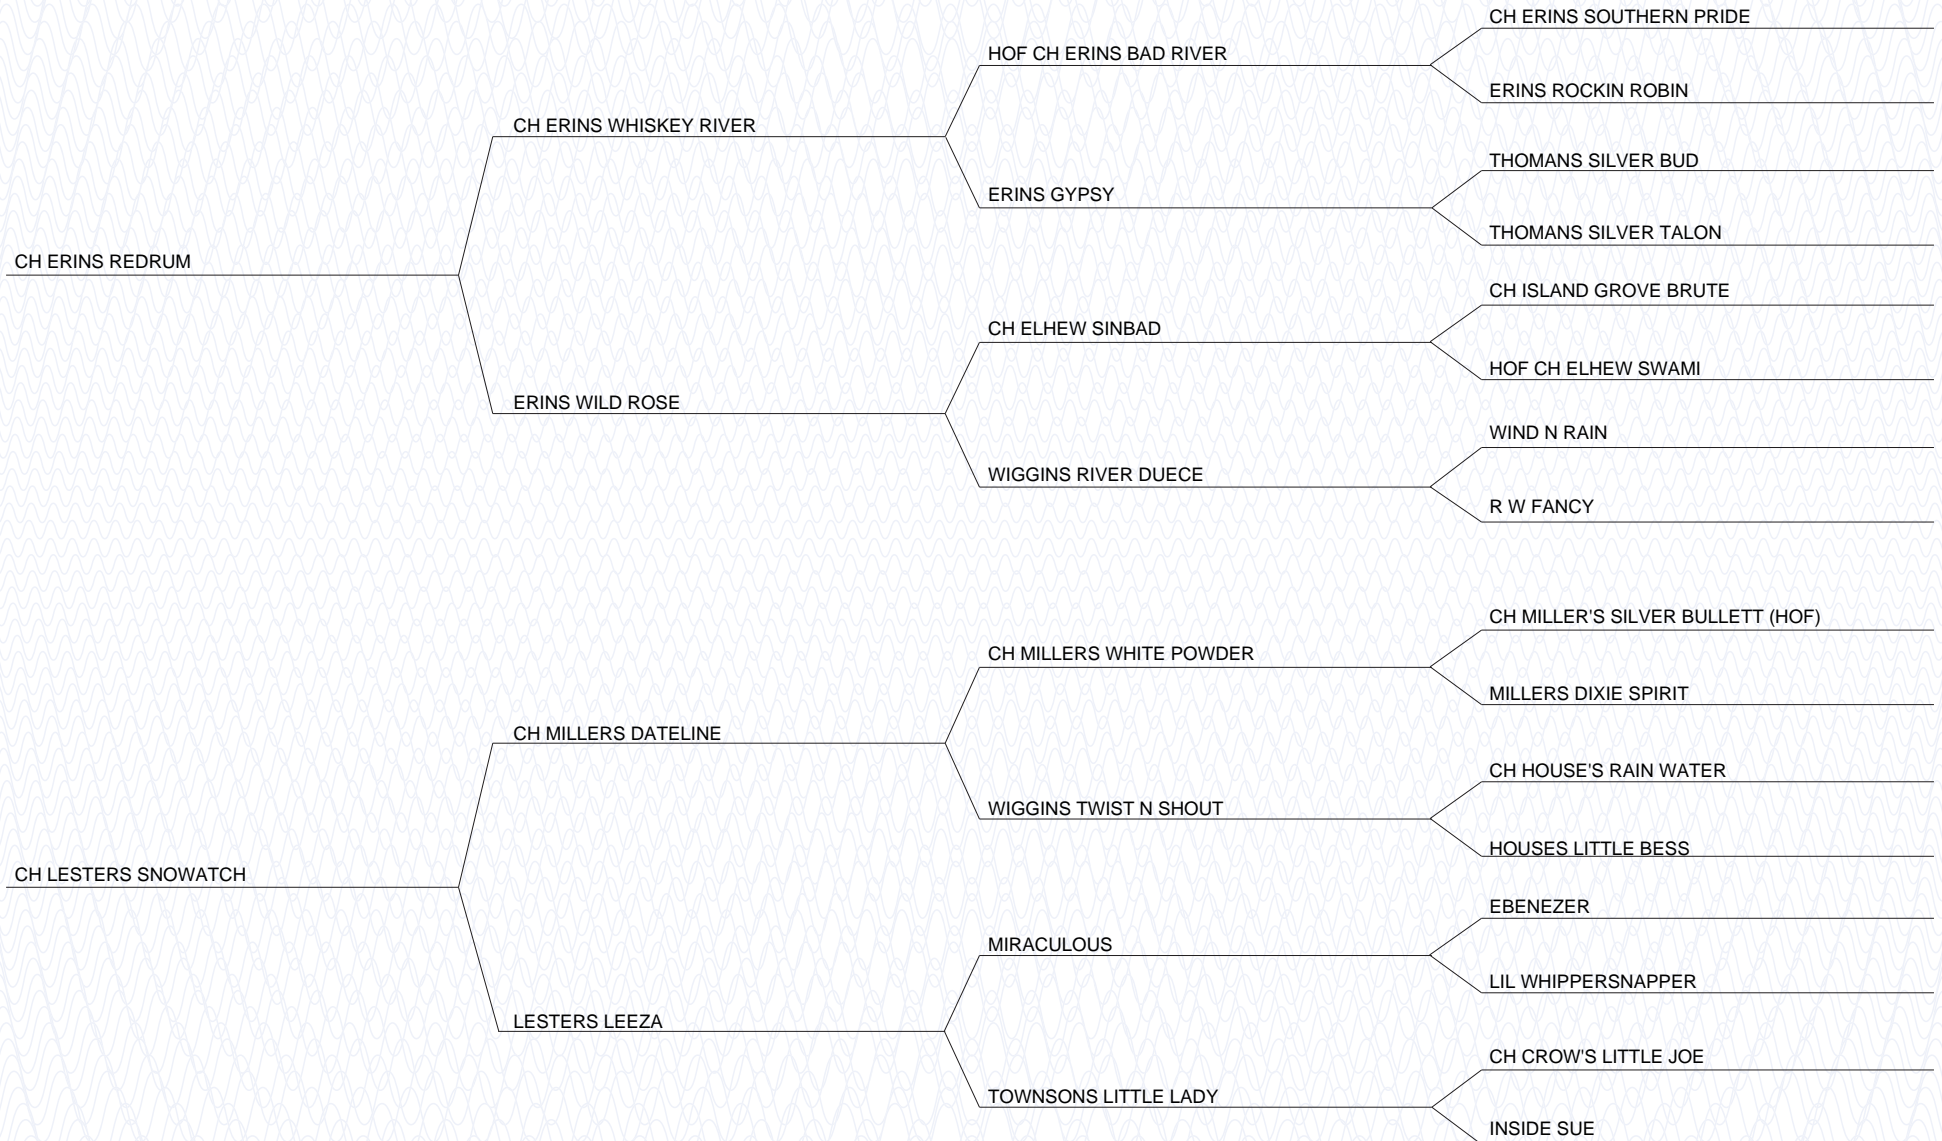 CH ERINS SOUTHERN PRIDE
HOF CH ERINS BAD RIVER
ERINS ROCKIN ROBIN
CH ERINS WHISKEY RIVER
THOMANS SILVER BUD
ERINS GYPSY
THOMANS SILVER TALON
CH ERINS REDRUM
CH ISLAND GROVE BRUTE
CH ELHEW SINBAD
HOF CH ELHEW SWAMI
ERINS WILD ROSE
WIND N RAIN
WIGGINS RIVER DUECE
R W FANCY
CH MILLER'S SILVER BULLETT (HOF)
CH MILLERS WHITE POWDER
MILLERS DIXIE SPIRIT
CH MILLERS DATELINE
CH HOUSE'S RAIN WATER
WIGGINS TWIST N SHOUT
HOUSES LITTLE BESS
CH LESTERS SNOWATCH
EBENEZER
MIRACULOUS
LIL WHIPPERSNAPPER
LESTERS LEEZA
CH CROW'S LITTLE JOE
TOWNSONS LITTLE LADY
INSIDE SUE